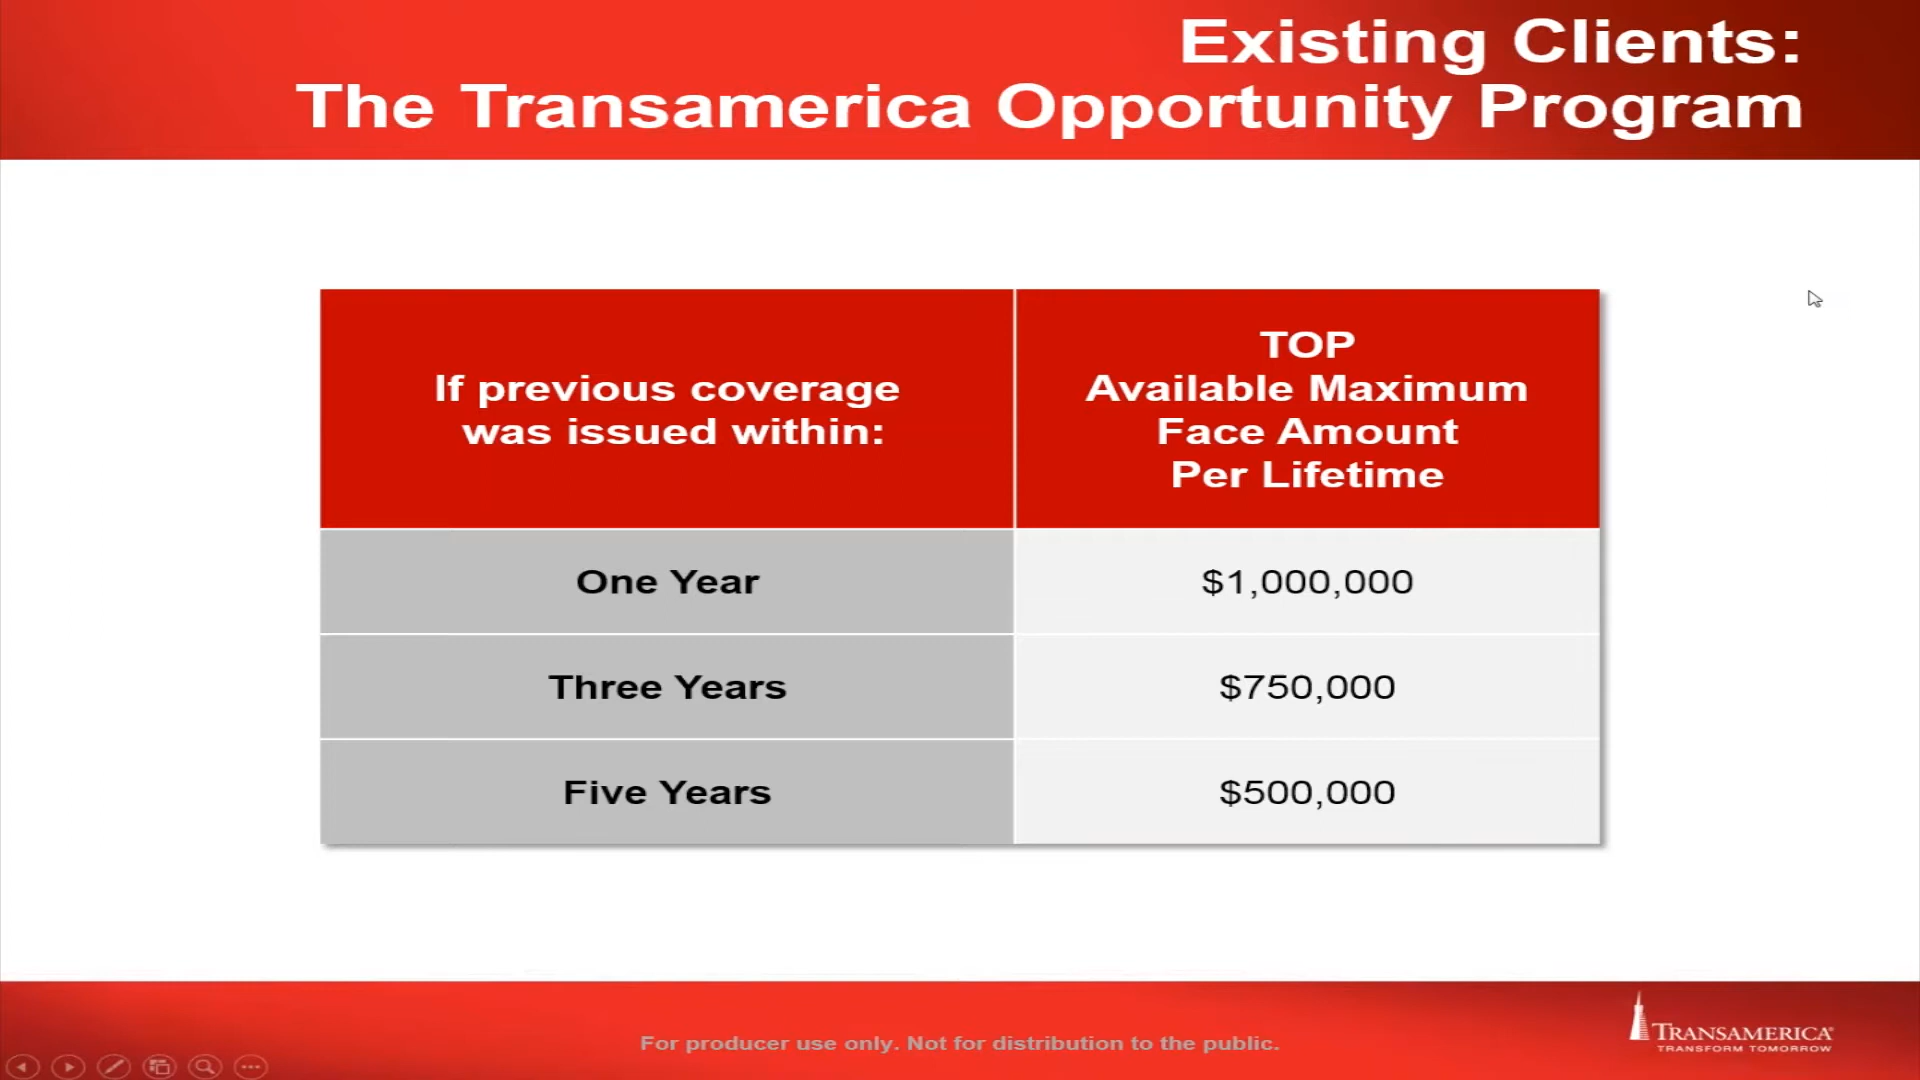 Existing Clients:
The Transamerica Opportunity Program
If previous coverage
was issued within:
TOP
Available Maximum
Face Amount
Per Lifetime
One Year
$1,000,000
Three Years
$750,000
Five Years
$500,000
For producer use only. Not for distribution to the public.
TRANSAMERICA®
TRANSFORM TOMORROW